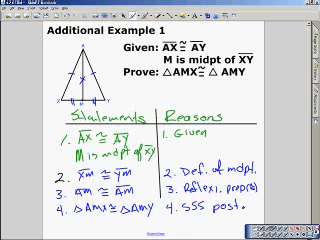 Additional Example 1
Given: AX ≅ AY
M is midpt of XY
Prove: △AMX ≅ △AMY
Statements Reasons
1. AX ≅ AY 1. Given
M is mdpt of XY
2. Xm ≅ Ym 2. Def. of mdpt.
3. Am ≅ Am 3. Reflexi. prop(≅)
4. △AmX ≅ △Amy 4. SSS post.